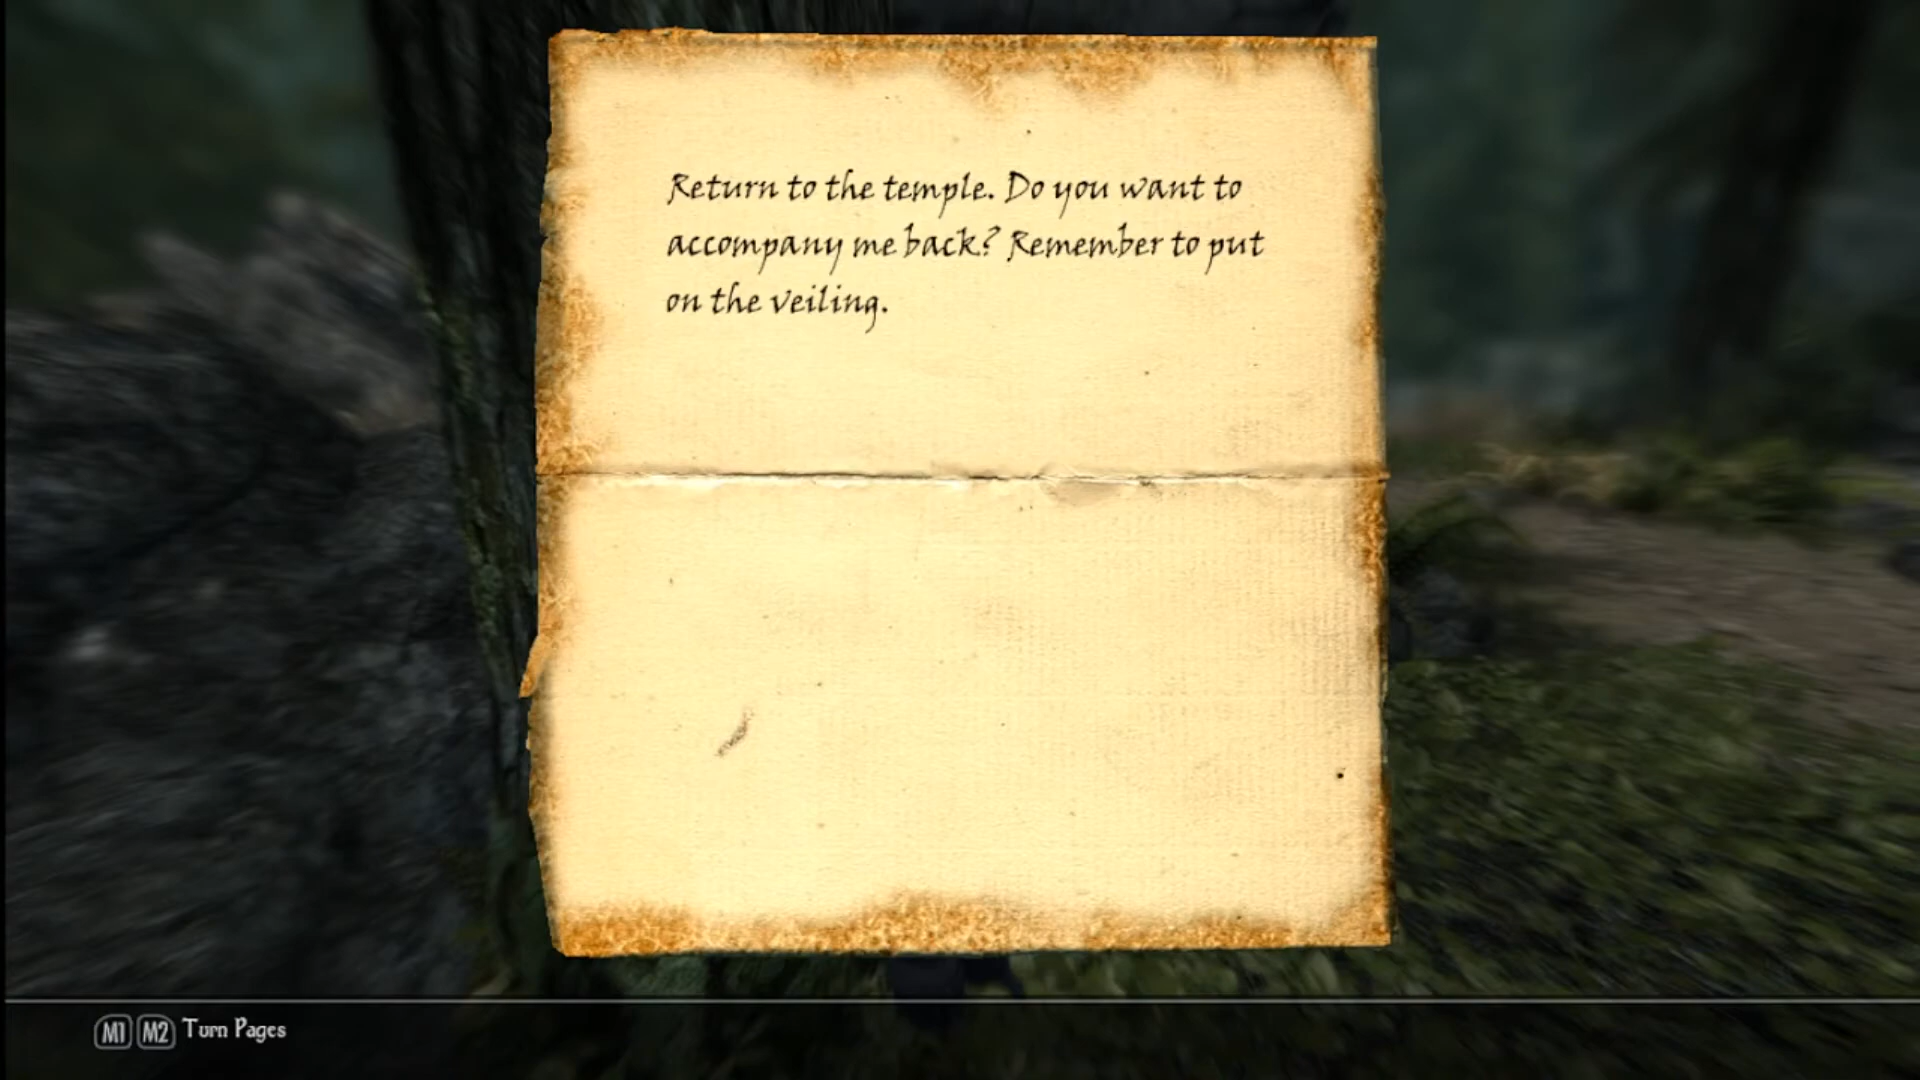 Return to the temple. Do you want to
accompany me back? Remember to put
on the veiling.
M1 M2 Turn Pages